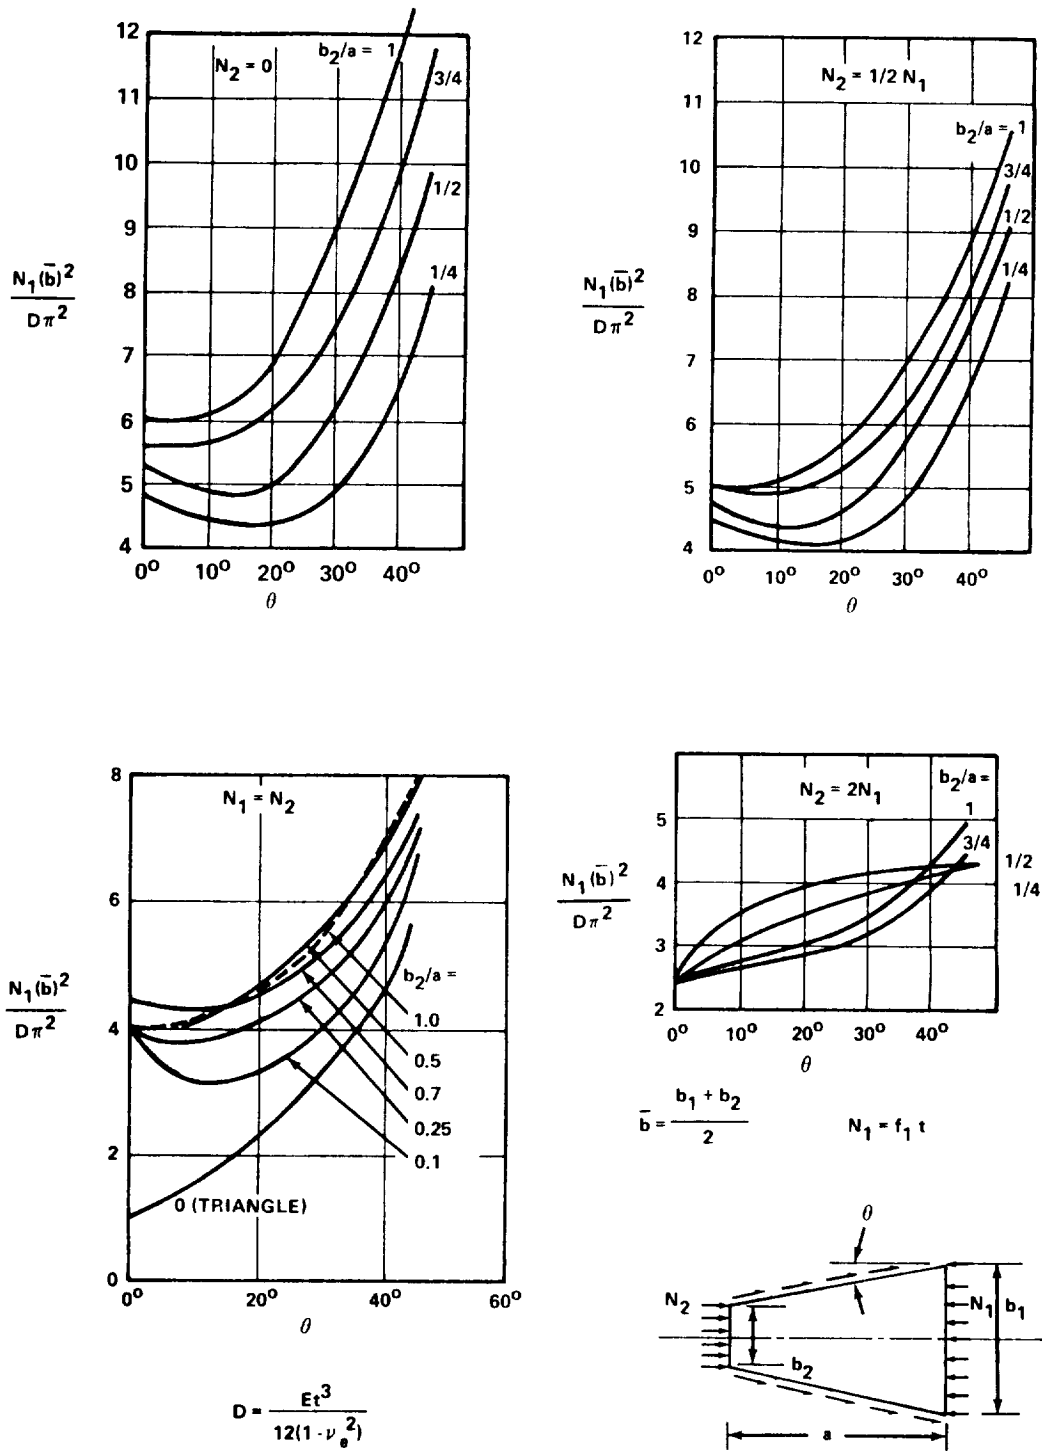 N₂ = 0
b₂/a = 1
3/4
1/2
1/4
12
11
10
9
8
7
6
5
4
N₁(b̄)²
Dπ²
0° 10° 20° 30° 40°
θ
N₂ = 1/2 N₁
b₂/a = 1
3/4
1/2
1/4
12
11
10
9
8
7
6
5
4
N₁(b̄)²
Dπ²
0° 10° 20° 30° 40°
θ
N₁ = N₂
8
6
4
2
0
N₁(b̄)²
Dπ²
b₂/a =
1.0
0.5
0.7
0.25
0.1
0 (TRIANGLE)
0° 20° 40° 60°
θ
D = Et³
12(1 - νₑ²)
N₂ = 2N₁
b₂/a =
1
3/4
1/2
1/4
5
4
3
2
N₁(b̄)²
Dπ²
0° 10° 20° 30° 40°
θ
b̄ = b₁ + b₂
2
N₁ = f₁ t
θ
N₂
N₁
b₁
b₂
a